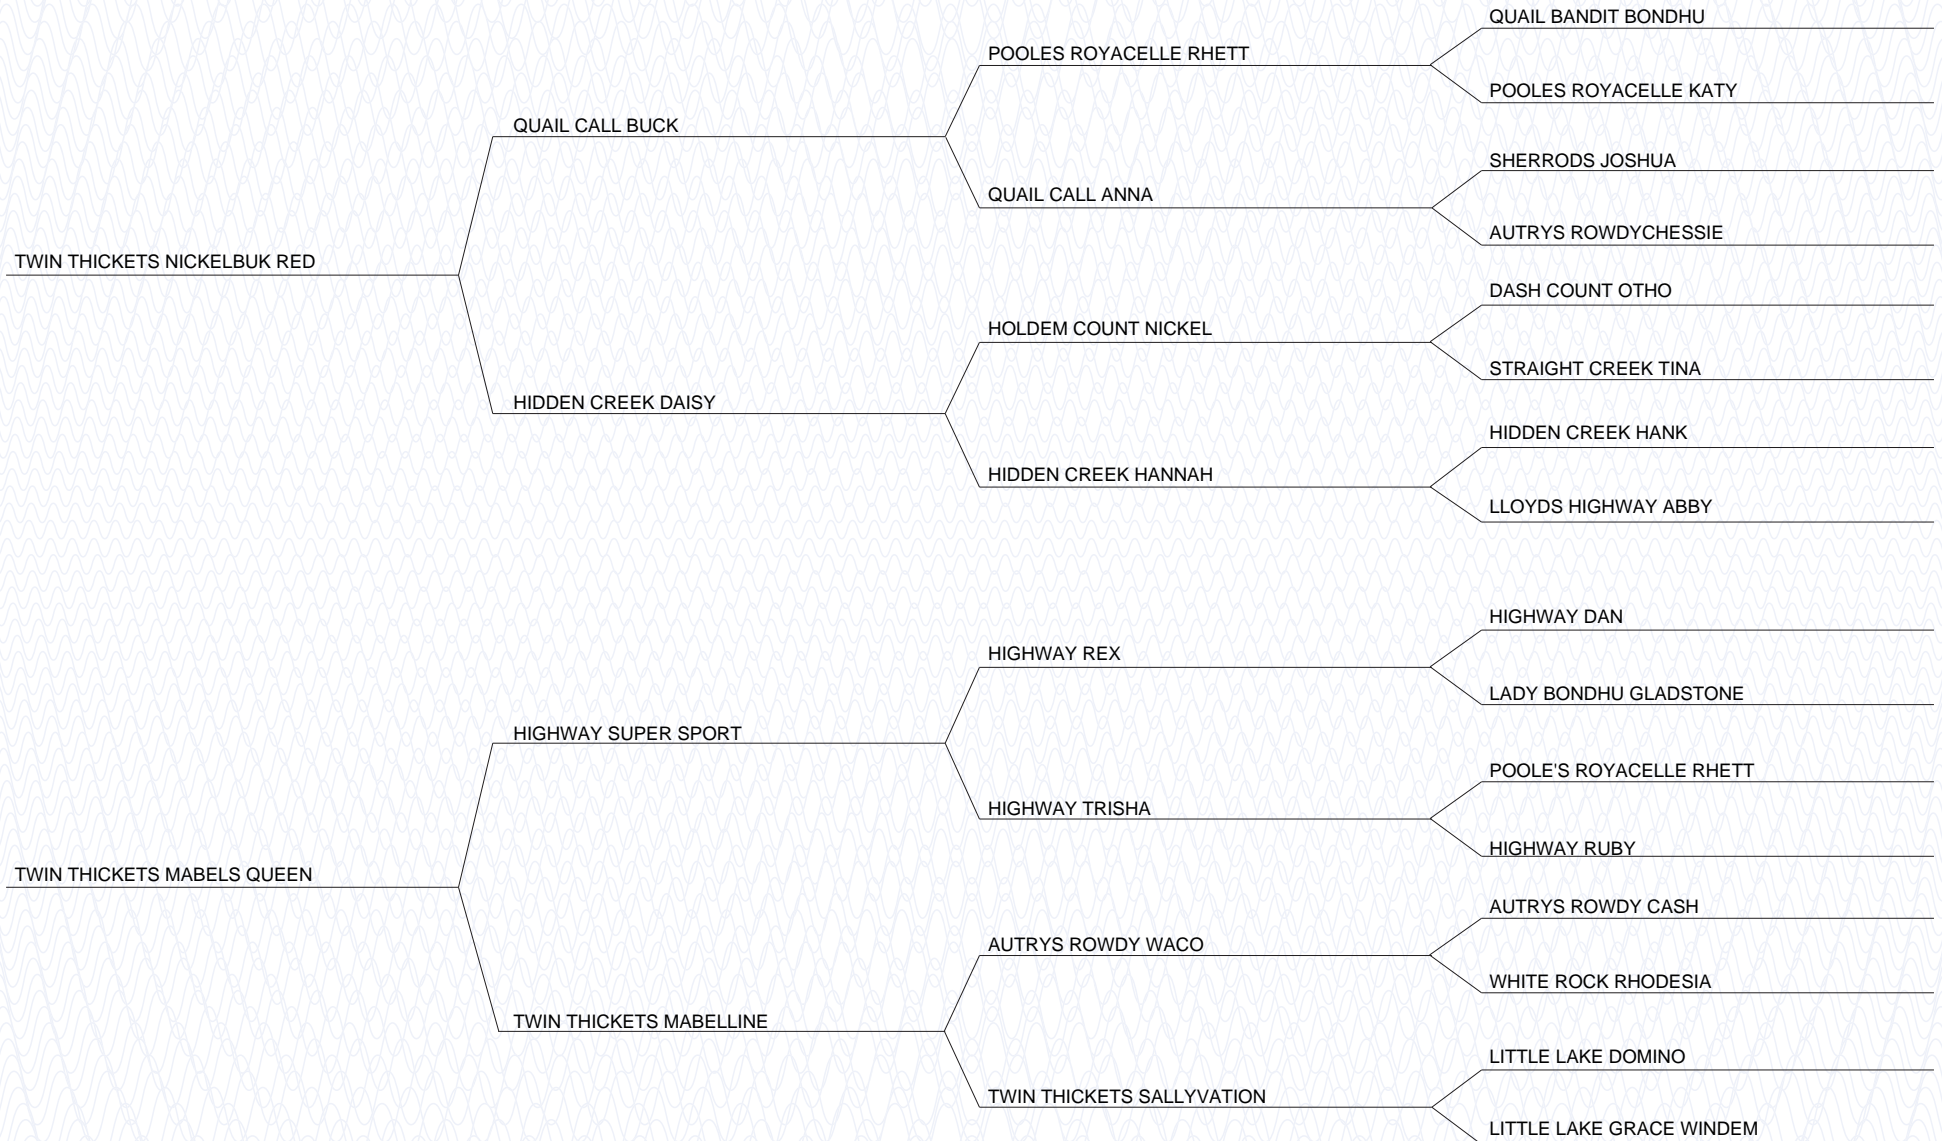 QUAIL BANDIT BONDHU
POOLES ROYACELLE RHETT
POOLES ROYACELLE KATY
QUAIL CALL BUCK
SHERRODS JOSHUA
QUAIL CALL ANNA
AUTRYS ROWDYCHESSIE
TWIN THICKETS NICKELBUK RED
DASH COUNT OTHO
HOLDEM COUNT NICKEL
STRAIGHT CREEK TINA
HIDDEN CREEK DAISY
HIDDEN CREEK HANK
HIDDEN CREEK HANNAH
LLOYDS HIGHWAY ABBY
HIGHWAY DAN
HIGHWAY REX
LADY BONDHU GLADSTONE
HIGHWAY SUPER SPORT
POOLE'S ROYACELLE RHETT
HIGHWAY TRISHA
HIGHWAY RUBY
TWIN THICKETS MABELS QUEEN
AUTRYS ROWDY CASH
AUTRYS ROWDY WACO
WHITE ROCK RHODESIA
TWIN THICKETS MABELLINE
LITTLE LAKE DOMINO
TWIN THICKETS SALLYVATION
LITTLE LAKE GRACE WINDEM